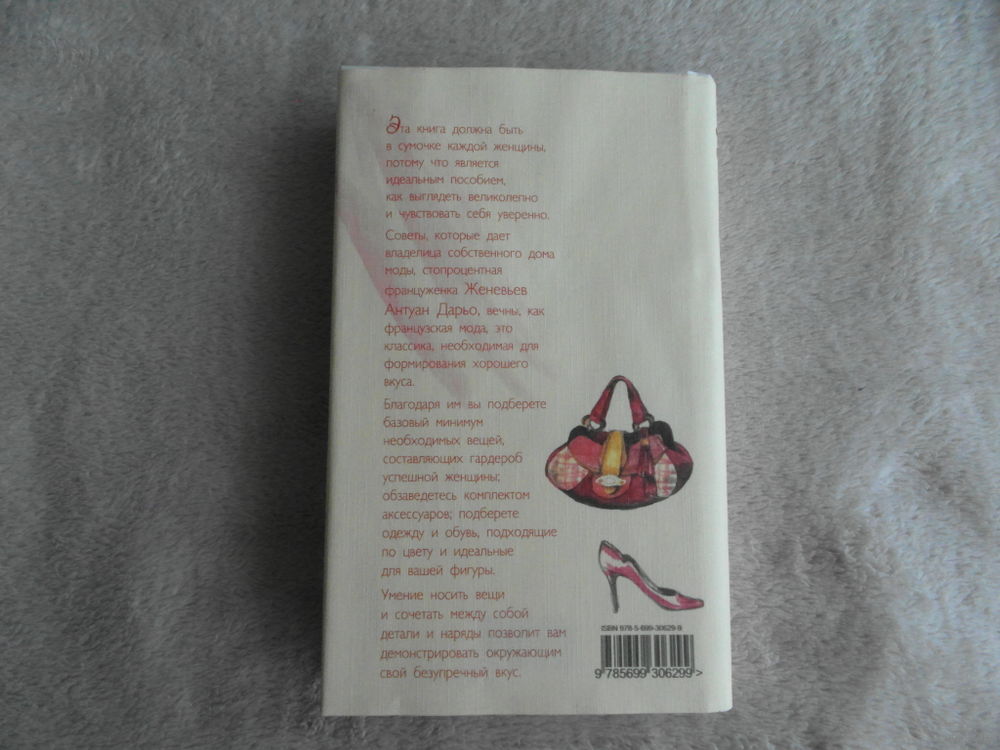 Эта книга должна быть
в сумочке каждой женщины,
потому что является
идеальным пособием,
как выглядеть великолепно
и чувствовать себя уверенно.
Советы, которые дает
владелица собственного дома
моды, стопроцентная
француженка Женевьев
Антуан Дарьо, вечны, как
французская мода, это
классика, необходимая для
формирования хорошего
вкуса.
Благодаря им вы подберете
базовый минимум
необходимых вещей,
составляющих гардероб
успешной женщины;
обзаведетесь комплектом
аксессуаров; подберете
одежду и обувь, подходящие
по цвету и идеальные
для вашей фигуры.
Умение носить вещи
и сочетать между собой
детали и наряды позволит вам
демонстрировать окружающим
свой безупречный вкус.
ISBN 978-5-699-30629-9
9 785699 306299 >